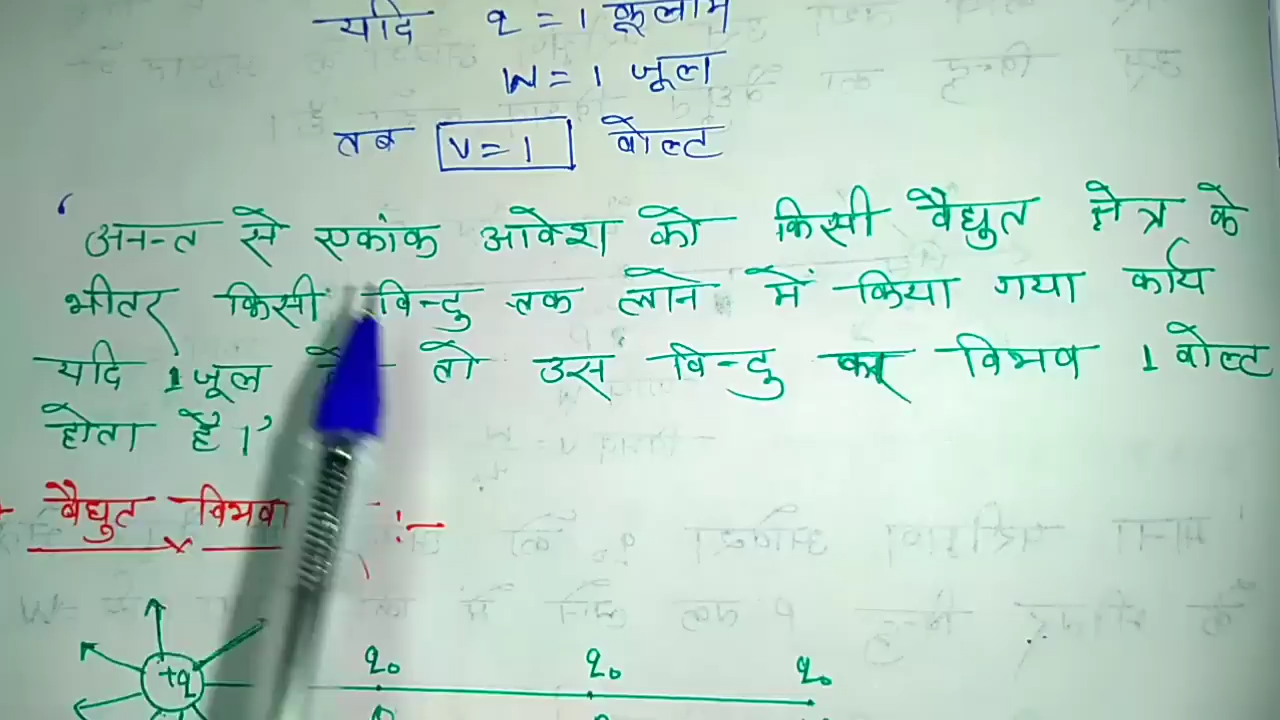 यदि q = 1 कूलाम
W = 1 जूल
तब V = 1 वोल्ट
'अनन्त से एकांक आवेश को किसी वैद्युत क्षेत्र के
भीतर किसी विन्दु तक लाने में किया गया कार्य
यदि 1 जूल तो उस विन्दु का विभव 1 वोल्ट
होता है।'
वैद्युत विभवा :-
+q q₀ q₀ q₀